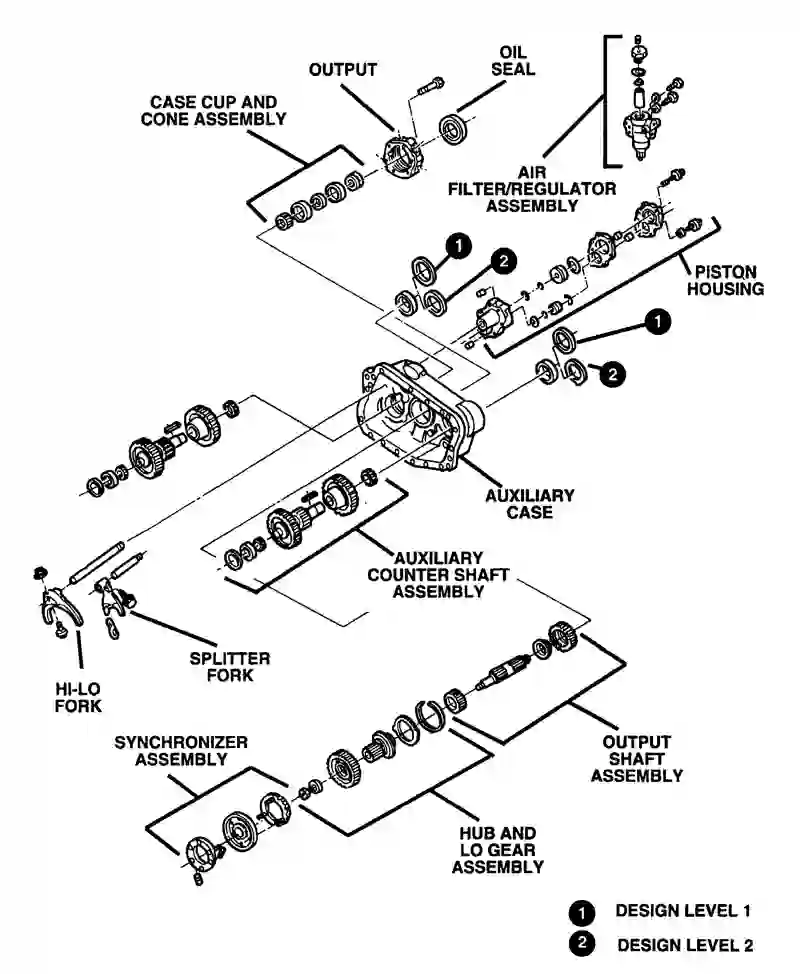 OUTPUT
OIL
SEAL
CASE CUP AND
CONE ASSEMBLY
AIR
FILTER/REGULATOR
ASSEMBLY
1
2
PISTON
HOUSING
1
2
AUXILIARY
CASE
AUXILIARY
COUNTER SHAFT
ASSEMBLY
SPLITTER
FORK
HI-LO
FORK
SYNCHRONIZER
ASSEMBLY
OUTPUT
SHAFT
ASSEMBLY
HUB AND
LO GEAR
ASSEMBLY
1 DESIGN LEVEL 1
2 DESIGN LEVEL 2